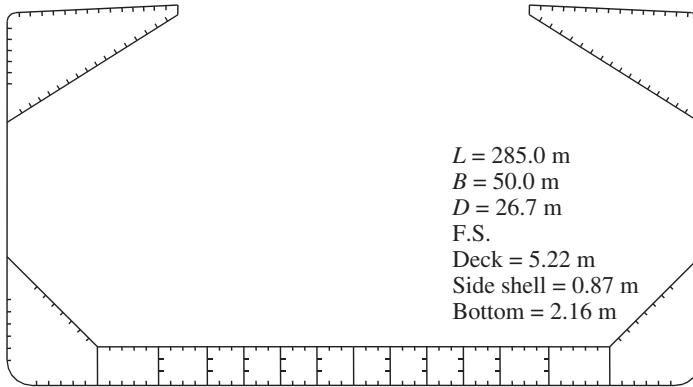 L = 285.0 m
B = 50.0 m
D = 26.7 m
F.S.
Deck = 5.22 m
Side shell = 0.87 m
Bottom = 2.16 m